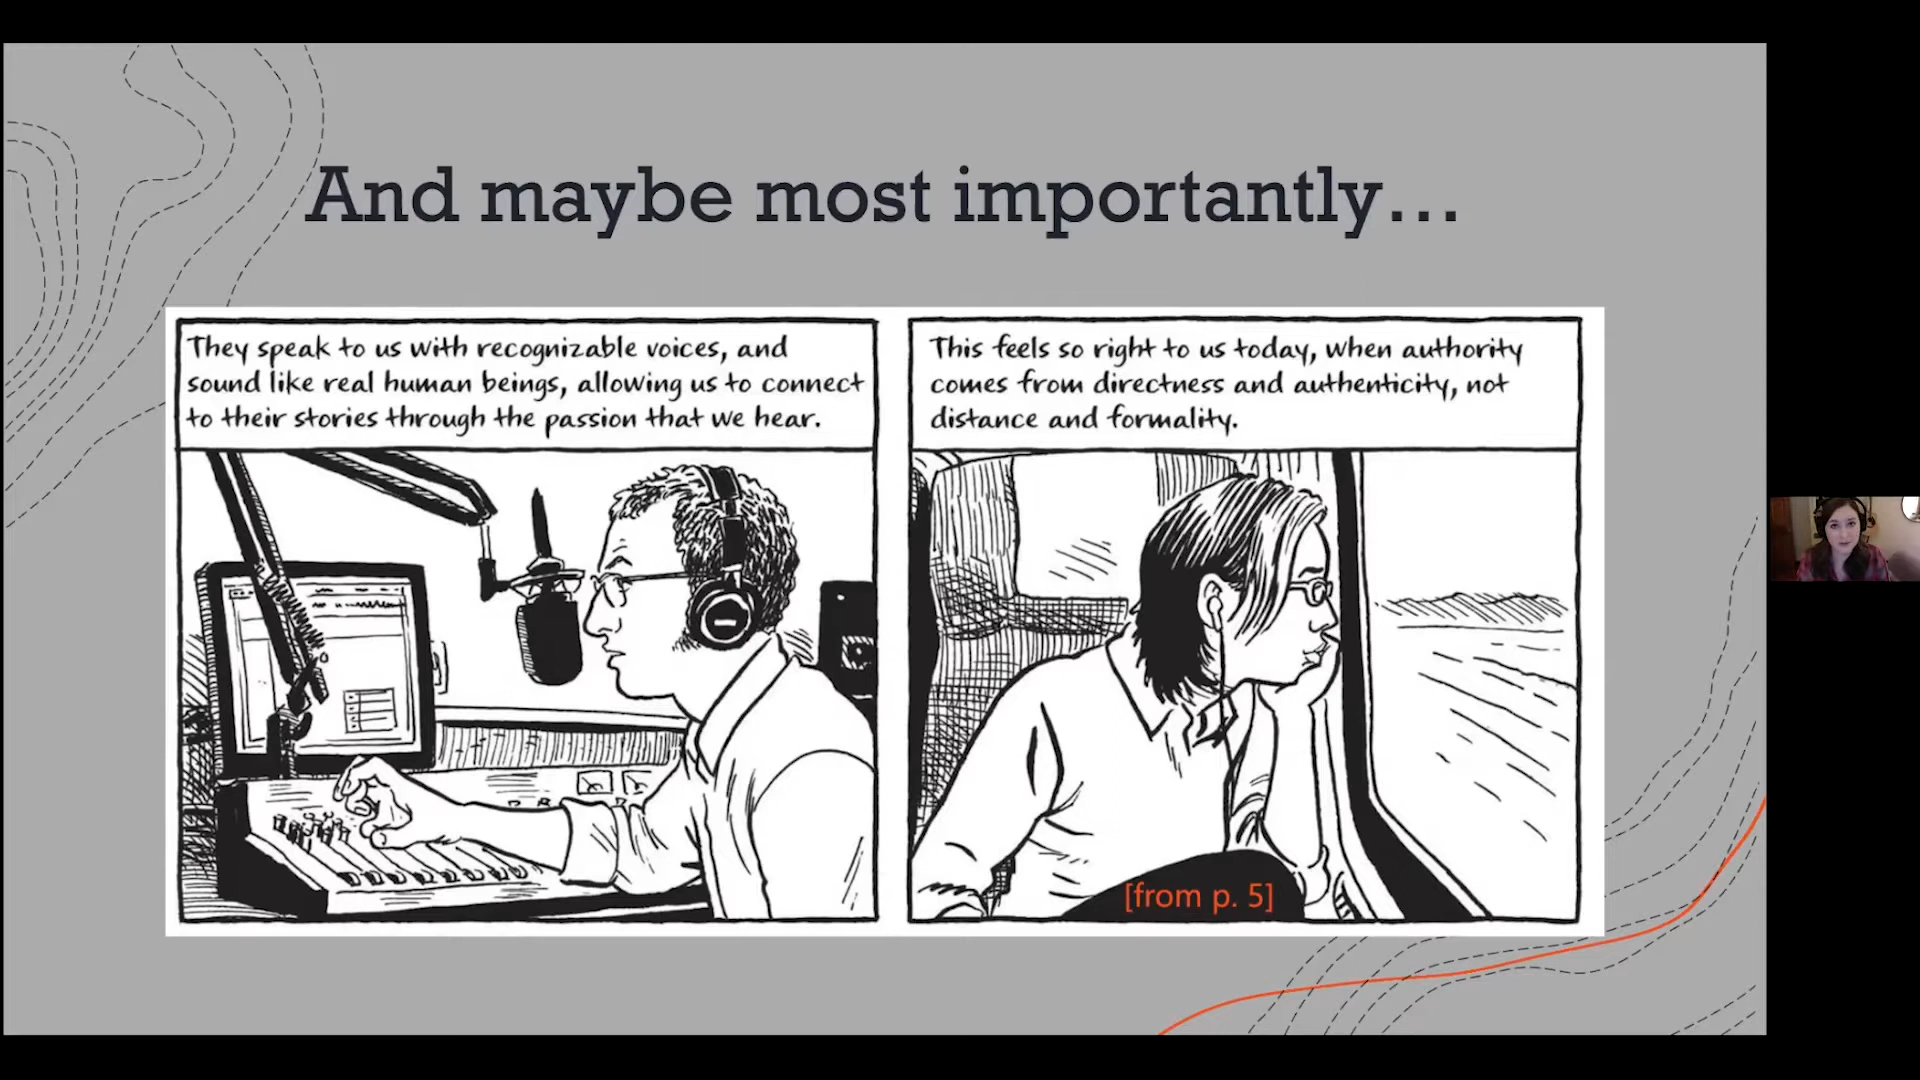 And maybe most importantly...
They speak to us with recognizable voices, and
sound like real human beings, allowing us to connect
to their stories through the passion that we hear.
This feels so right to us today, when authority
comes from directness and authenticity, not
distance and formality.
[from p. 5]